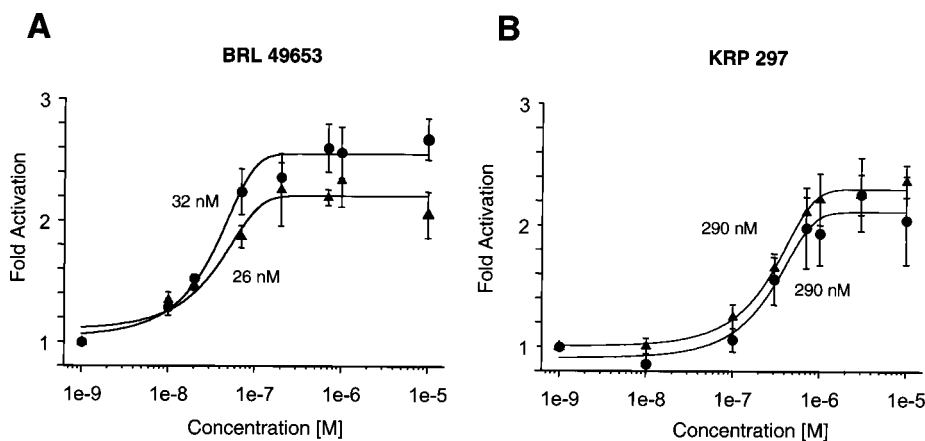 A
BRL 49653
3
2
1
Fold Activation
32 nM
26 nM
1e-9 1e-8 1e-7 1e-6 1e-5
Concentration [M]
B
KRP 297
3
2
1
Fold Activation
290 nM
290 nM
1e-9 1e-8 1e-7 1e-6 1e-5
Concentration [M]